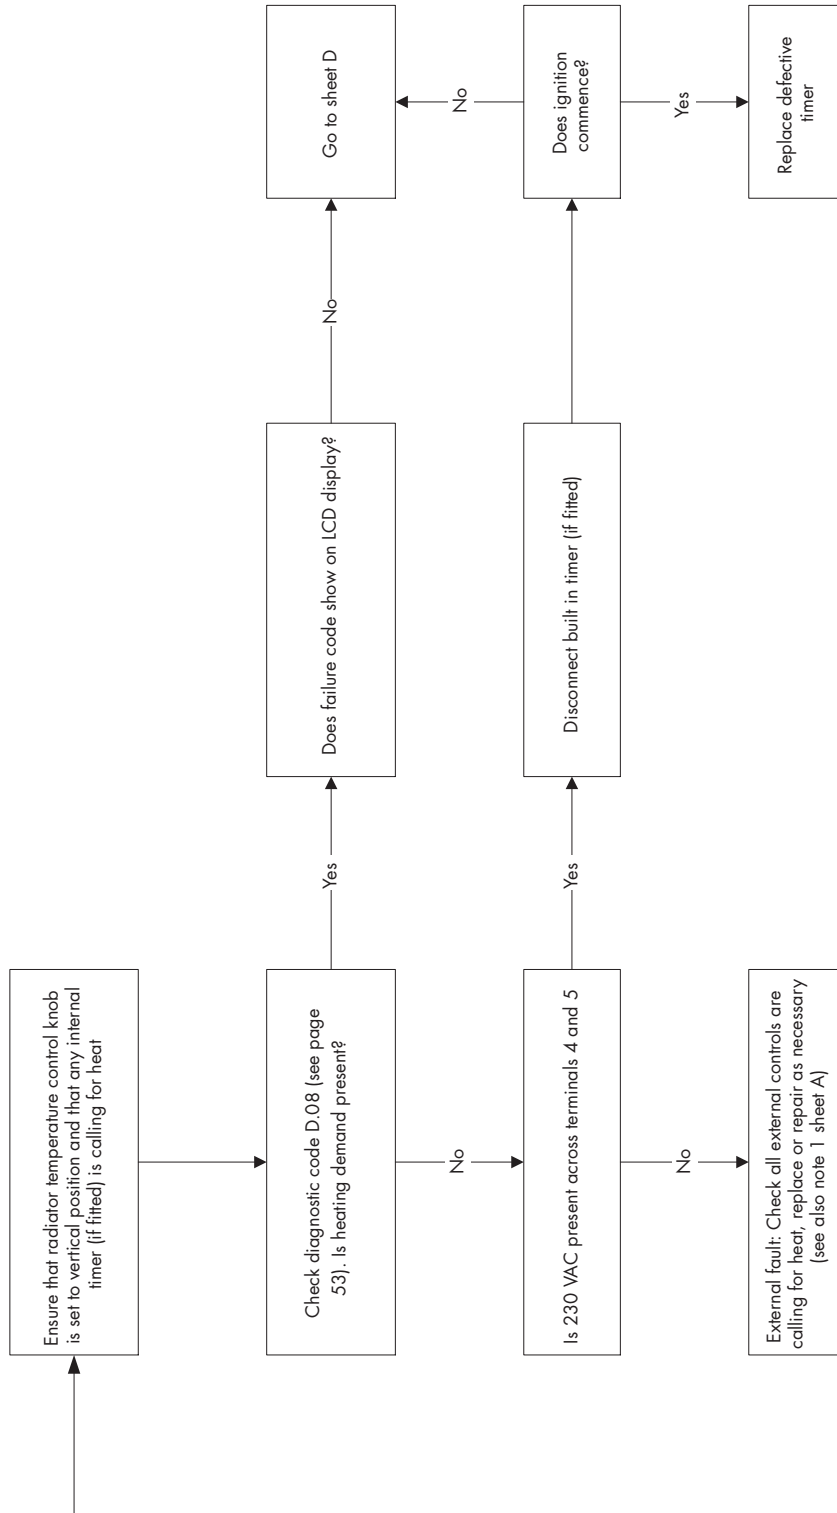 Ensure that radiator temperature control knob
is set to vertical position and that any internal
timer (if fitted) is calling for heat
Check diagnostic code D.08 (see page
53). Is heating demand present?
Yes
Does failure code show on LCD display?
No
Go to sheet D
No
Is 230 VAC present across terminals 4 and 5
Yes
Disconnect built in timer (if fitted)
Does ignition
commence?
No
Yes
Replace defective
timer
No
External fault: Check all external controls are
calling for heat, replace or repair as necessary
(see also note 1 sheet A)